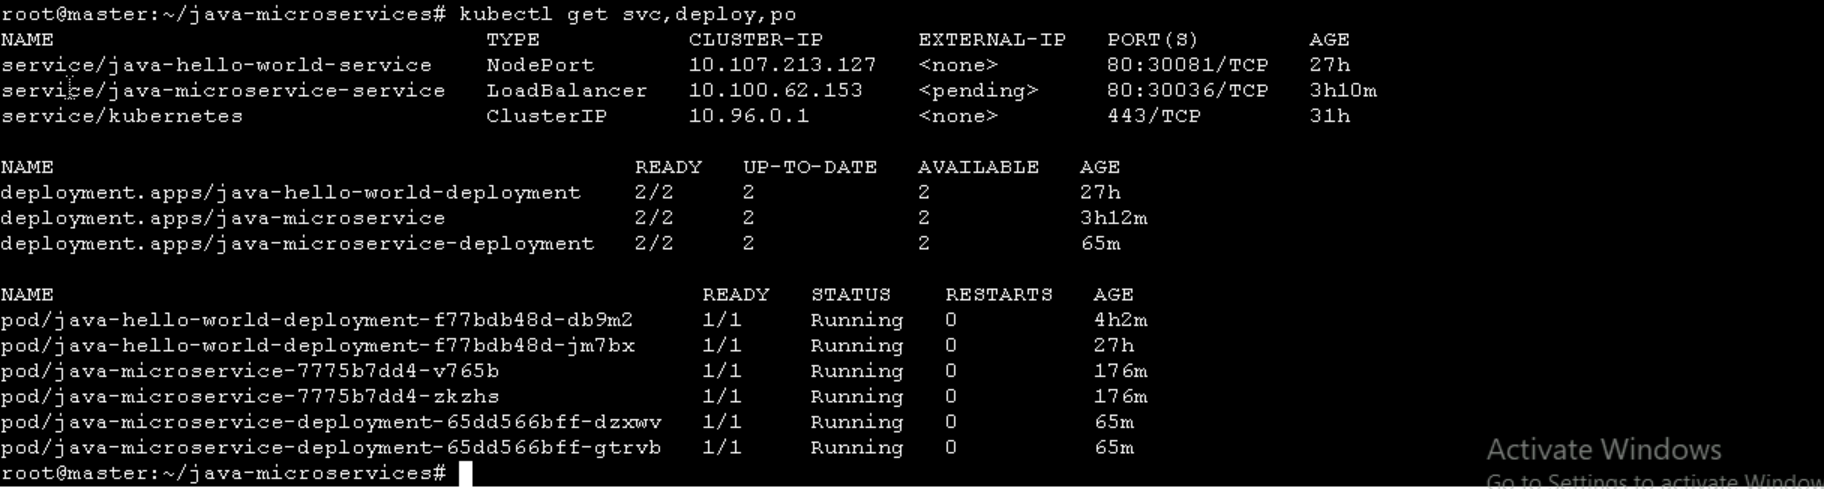 root@master:~/java-microservices# kubectl get svc,deploy,po
NAME TYPE CLUSTER-IP EXTERNAL-IP PORT(S) AGE
service/java-hello-world-service NodePort 10.107.213.127 <none> 80:30081/TCP 27h
service/java-microservice-service LoadBalancer 10.100.62.153 <pending> 80:30036/TCP 3h10m
service/kubernetes ClusterIP 10.96.0.1 <none> 443/TCP 31h
NAME READY UP-TO-DATE AVAILABLE AGE
deployment.apps/java-hello-world-deployment 2/2 2 2 27h
deployment.apps/java-microservice 2/2 2 2 3h12m
deployment.apps/java-microservice-deployment 2/2 2 2 65m
NAME READY STATUS RESTARTS AGE
pod/java-hello-world-deployment-f77bdb48d-db9m2 1/1 Running 0 4h2m
pod/java-hello-world-deployment-f77bdb48d-jm7bx 1/1 Running 0 27h
pod/java-microservice-7775b7dd4-v765b 1/1 Running 0 176m
pod/java-microservice-7775b7dd4-zkzhs 1/1 Running 0 176m
pod/java-microservice-deployment-65dd566bff-dzxwv 1/1 Running 0 65m
pod/java-microservice-deployment-65dd566bff-gtrvb 1/1 Running 0 65m
root@master:~/java-microservices#
Activate Windows
Go to Settings to activate Window